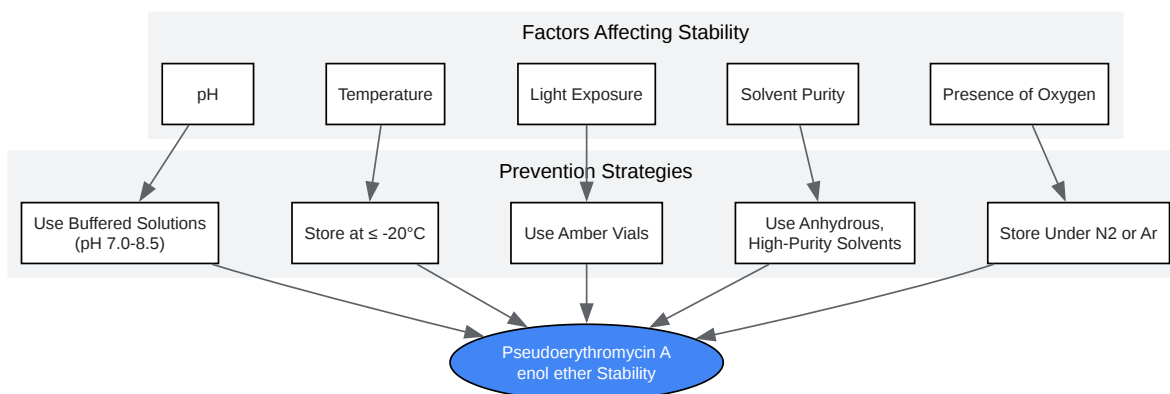 Factors Affecting Stability
pH
Temperature
Light Exposure
Solvent Purity
Presence of Oxygen
Prevention Strategies
Use Buffered Solutions
(pH 7.0-8.5)
Store at ≤ -20°C
Use Amber Vials
Use Anhydrous,
High-Purity Solvents
Store Under N2 or Ar
Pseudoerythromycin A
enol ether Stability